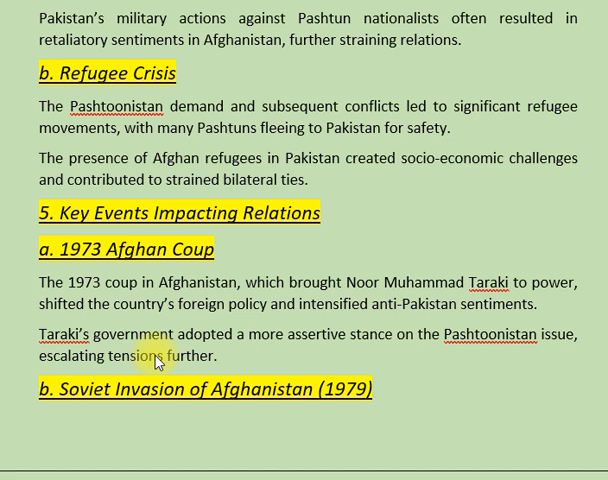 Pakistan's military actions against Pashtun nationalists often resulted in
retaliatory sentiments in Afghanistan, further straining relations.
b. Refugee Crisis
The Pashtoonistan demand and subsequent conflicts led to significant refugee
movements, with many Pashtuns fleeing to Pakistan for safety.
The presence of Afghan refugees in Pakistan created socio-economic challenges
and contributed to strained bilateral ties.
5. Key Events Impacting Relations
a. 1973 Afghan Coup
The 1973 coup in Afghanistan, which brought Noor Muhammad Taraki to power,
shifted the country's foreign policy and intensified anti-Pakistan sentiments.
Taraki's government adopted a more assertive stance on the Pashtoonistan issue,
escalating tensions further.
b. Soviet Invasion of Afghanistan (1979)